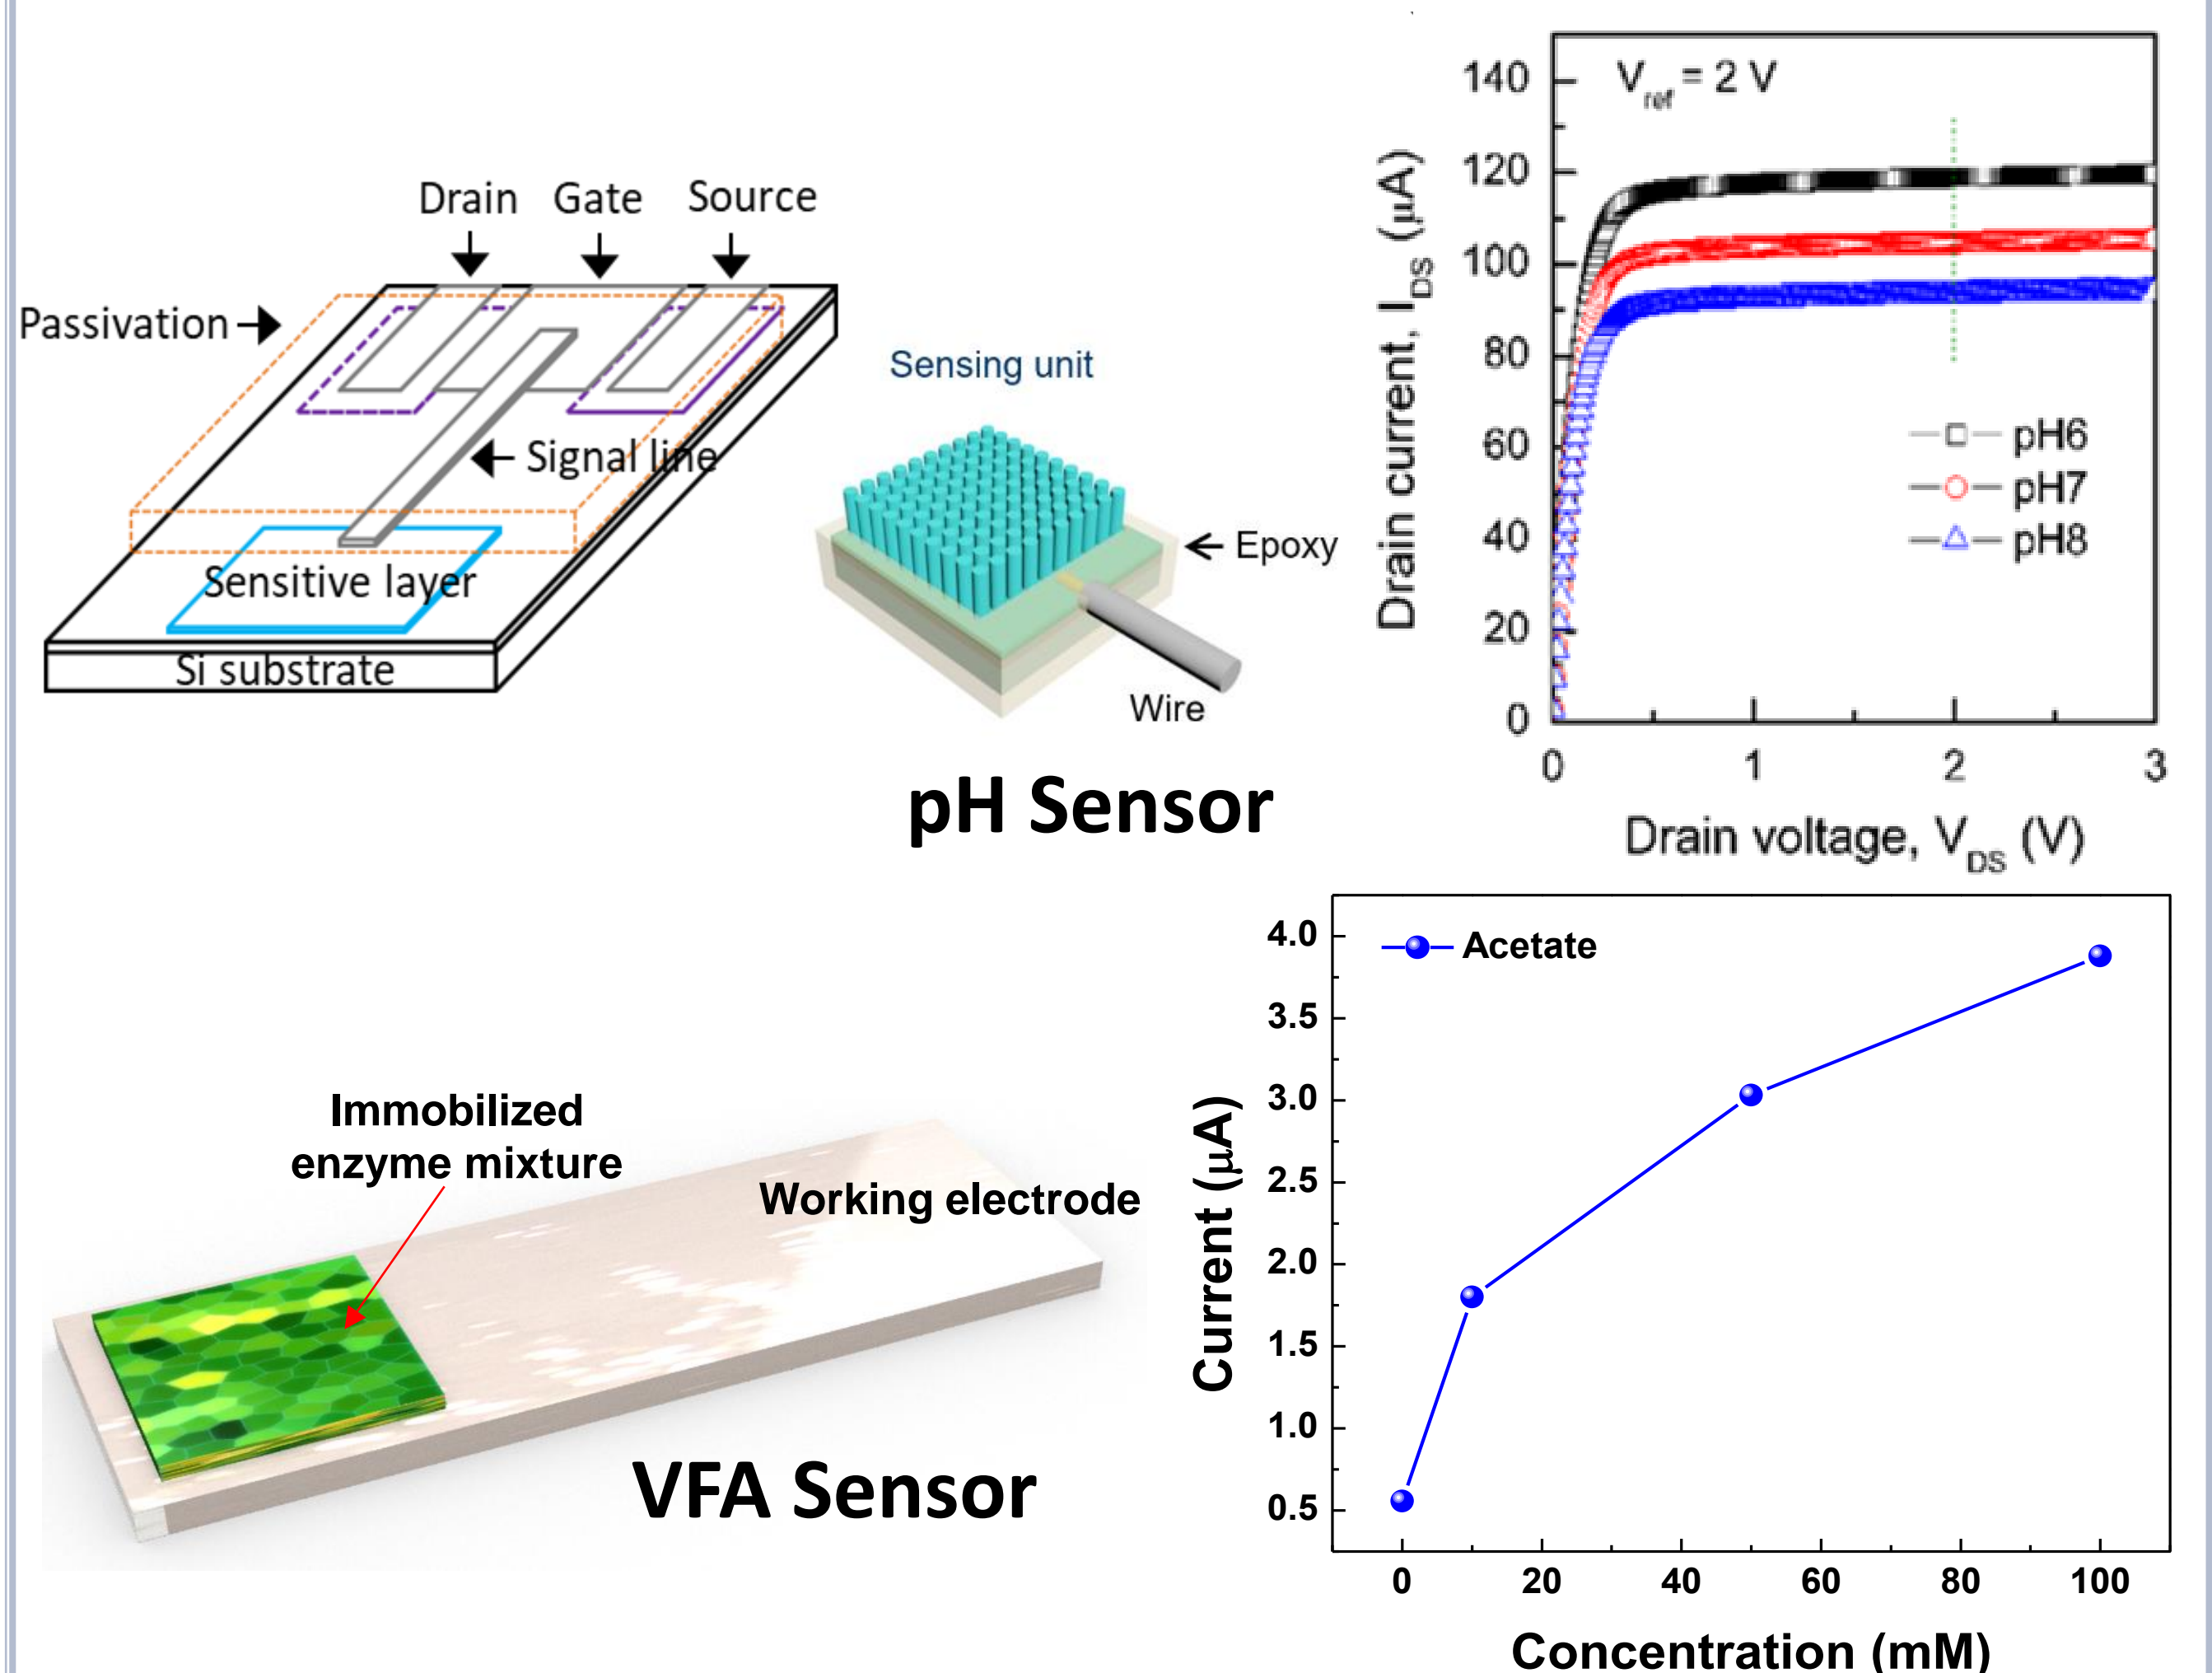 Drain Gate Source
Passivation
Signal line
Sensitive layer
Si substrate
Sensing unit
Epoxy
Wire
pH Sensor
V_ref = 2 V
140
120
100
80
60
40
20
0
Drain current, I_DS (μA)
pH6
pH7
pH8
0 1 2 3
Drain voltage, V_DS (V)
Immobilized
enzyme mixture
Working electrode
VFA Sensor
Acetate
4.0
3.5
3.0
2.5
2.0
1.5
1.0
0.5
Current (μA)
0 20 40 60 80 100
Concentration (mM)